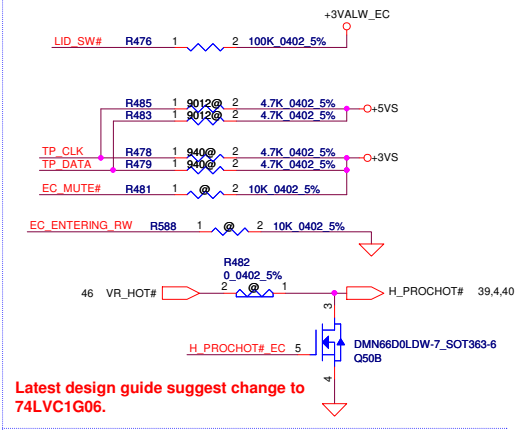 +3VALW_EC
LID_SW# R476 1 2 100K_0402_5%
R485 1 9012@ 2 4.7K_0402_5%
R483 1 9012@ 2 4.7K_0402_5%
+5VS
TP_CLK R478 1 940@ 2 4.7K_0402_5%
TP_DATA R479 1 940@ 2 4.7K_0402_5%
+3VS
EC_MUTE# R481 1 @ 2 10K_0402_5%
EC_ENTERING_RW R588 1 @ 2 10K_0402_5%
R482
0_0402_5%
46 VR_HOT# 2 @ 1 H_PROCHOT# 39,4,40
3
H_PROCHOT#_EC 5
DMN66D0LDW-7_SOT363-6
Q50B
4
Latest design guide suggest change to
74LVC1G06.